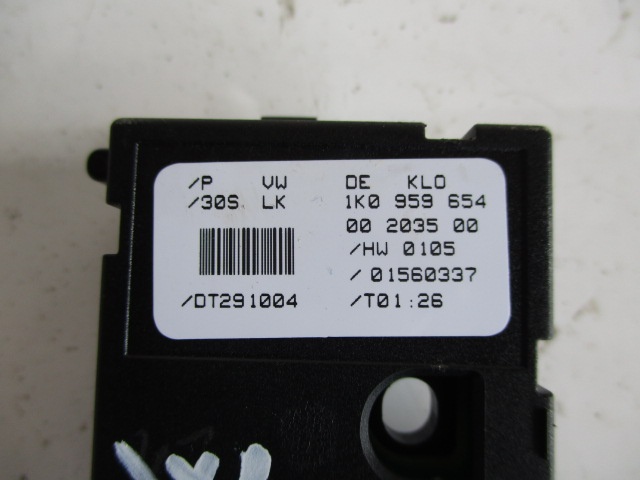 /P VW DE KLO
/30S. LK 1K0 959 654
00 2035 00
/HW 0105
/01560337
/DT291004 /T01:26